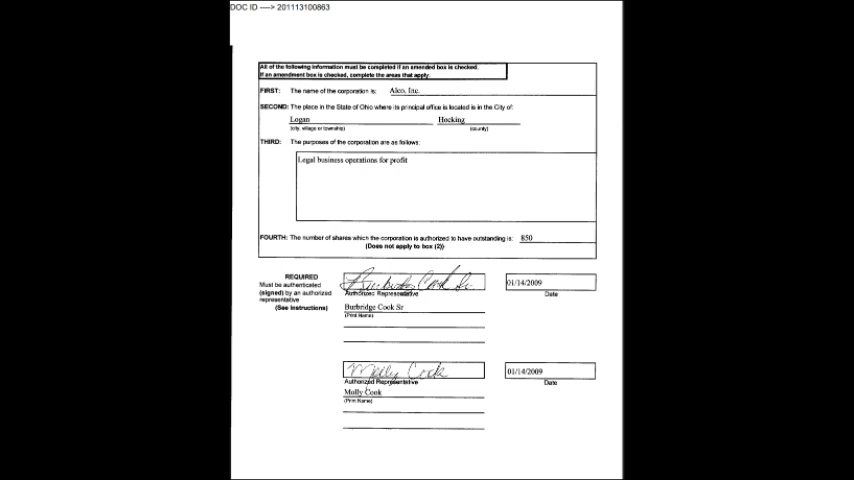 DOC ID ----> 201113100863
All of the following information must be completed if an amended box is checked.
If an amendment box is checked, complete the areas that apply.
FIRST: The name of the corporation is: Alco, Inc.
SECOND: The place in the State of Ohio where its principal office is located is in the City of:
Logan Hocking
(city, village or township) (county)
THIRD: The purposes of the corporation are as follows:
Legal business operations for profit
FOURTH: The number of shares which the corporation is authorized to have outstanding is: 850
(Does not apply to box (2))
REQUIRED
Must be authenticated
(signed) by an authorized
representative
(See Instructions)
Burbridge Cook Sr
01/14/2009
Authorized Representative Date
Burbridge Cook Sr
(Print Name)
Molly Cook
01/14/2009
Authorized Representative Date
Molly Cook
(Print Name)